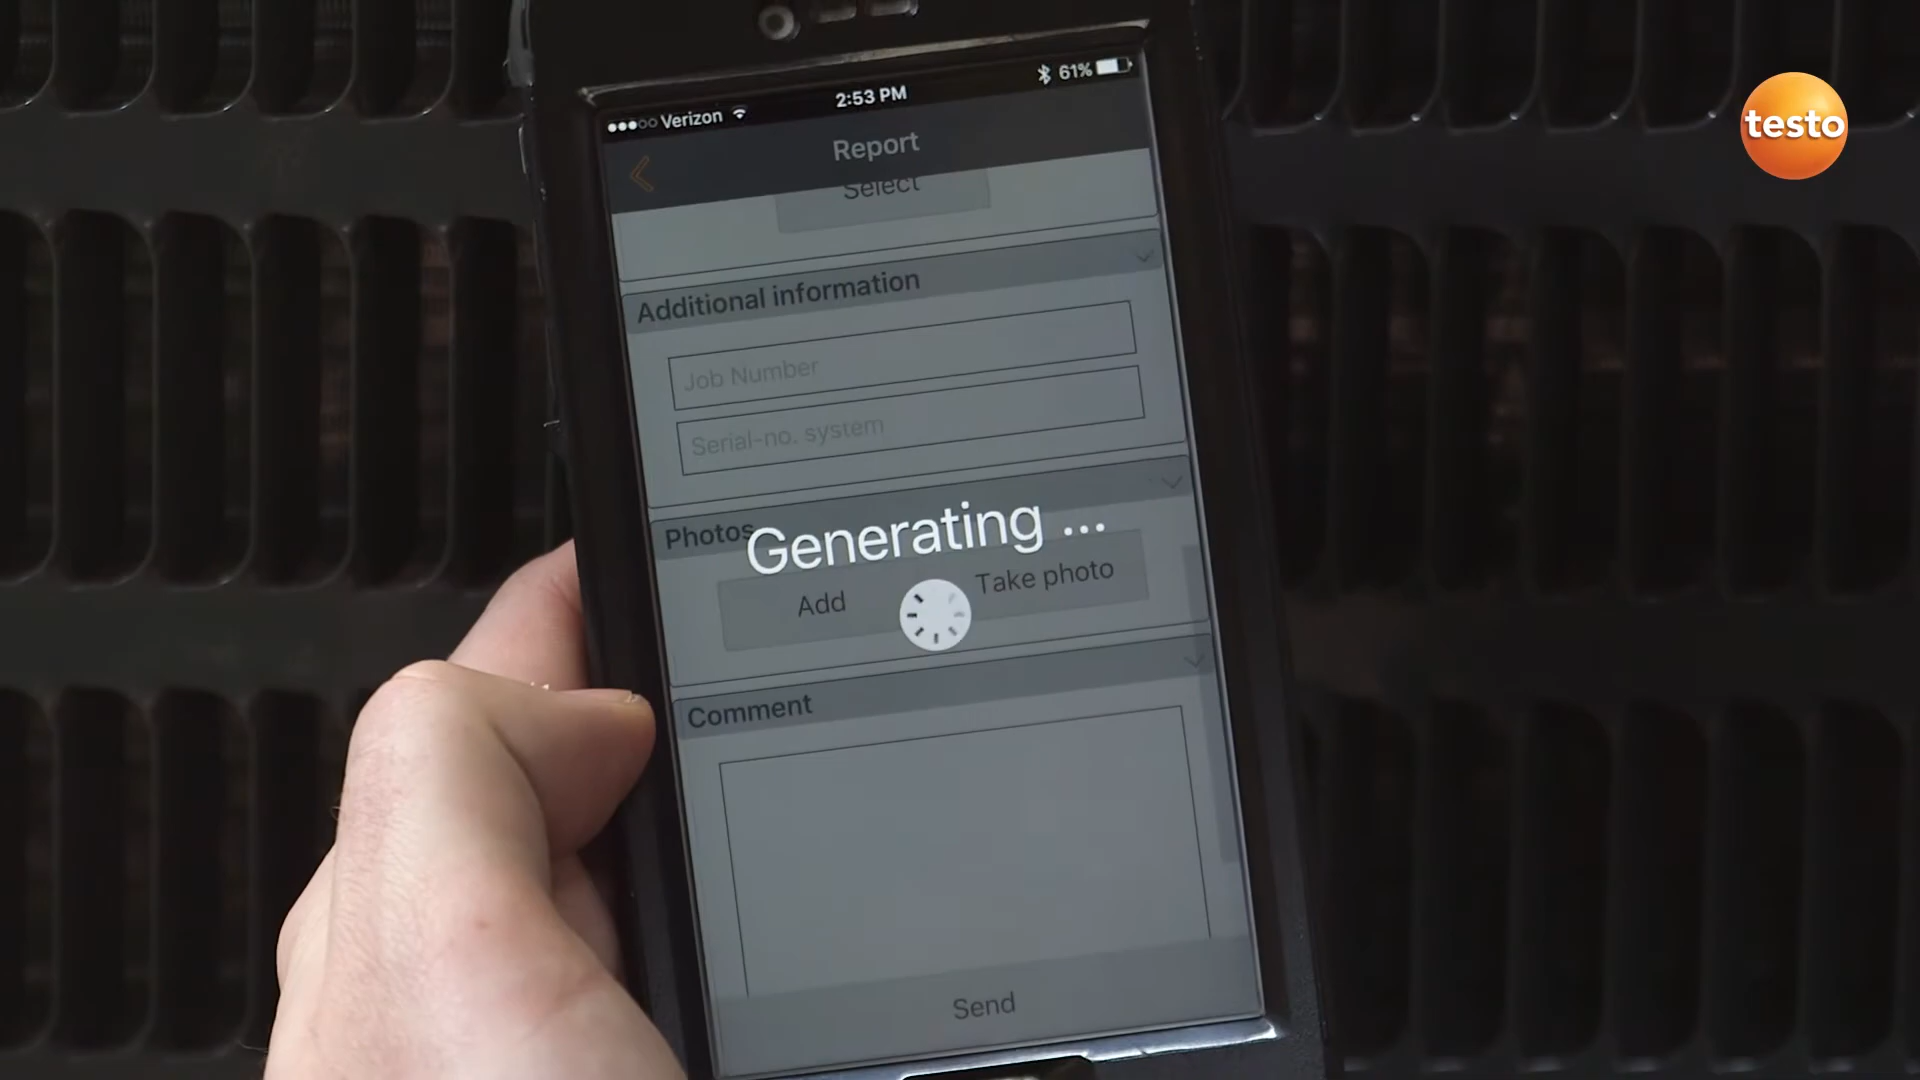 testo
Verizon 2:53 PM 61%
Report
Select
Additional information
Job Number
Serial-no. system
Photos
Generating ...
Add Take photo
Comment
Send